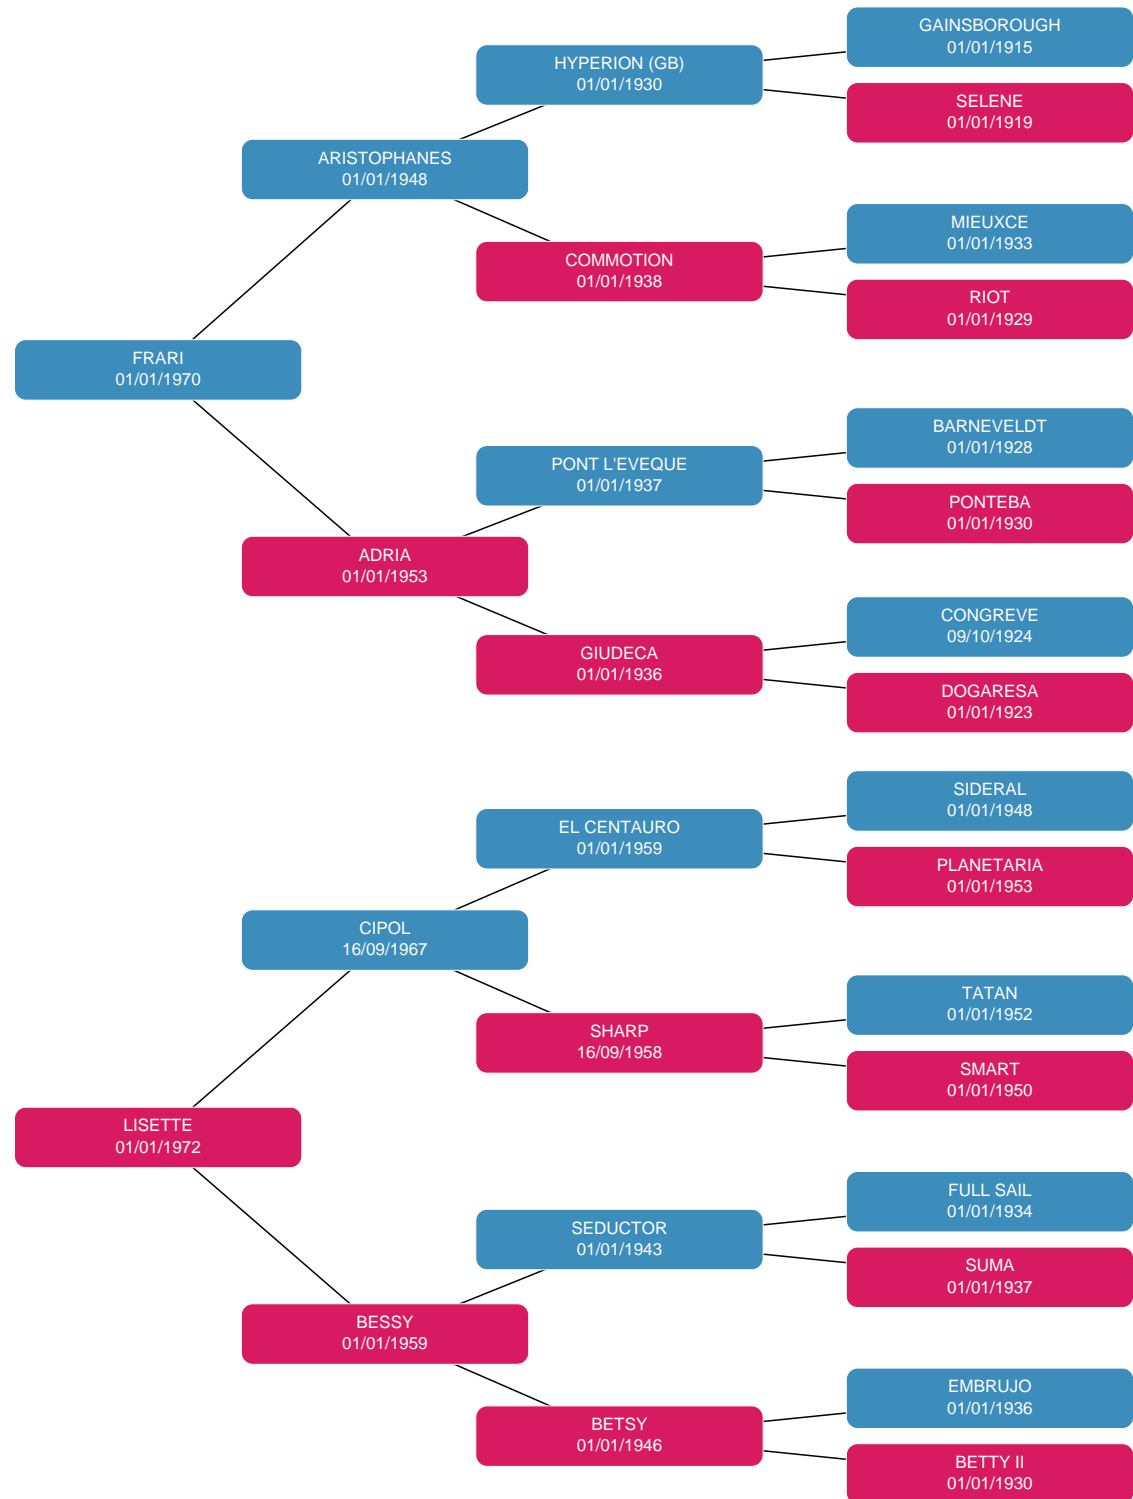 GAINSBOROUGH
01/01/1915
HYPERION (GB)
01/01/1930
SELENE
01/01/1919
ARISTOPHANES
01/01/1948
MIEUXCE
01/01/1933
COMMOTION
01/01/1938
RIOT
01/01/1929
FRARI
01/01/1970
BARNEVELDT
01/01/1928
PONT L'EVEQUE
01/01/1937
PONTEBA
01/01/1930
ADRIA
01/01/1953
CONGREVE
09/10/1924
GIUDECA
01/01/1936
DOGARESA
01/01/1923
SIDERAL
01/01/1948
EL CENTAURO
01/01/1959
PLANETARIA
01/01/1953
CIPOL
16/09/1967
TATAN
01/01/1952
SHARP
16/09/1958
SMART
01/01/1950
LISETTE
01/01/1972
FULL SAIL
01/01/1934
SEDUCTOR
01/01/1943
SUMA
01/01/1937
BESSY
01/01/1959
EMBRUJO
01/01/1936
BETSY
01/01/1946
BETTY II
01/01/1930